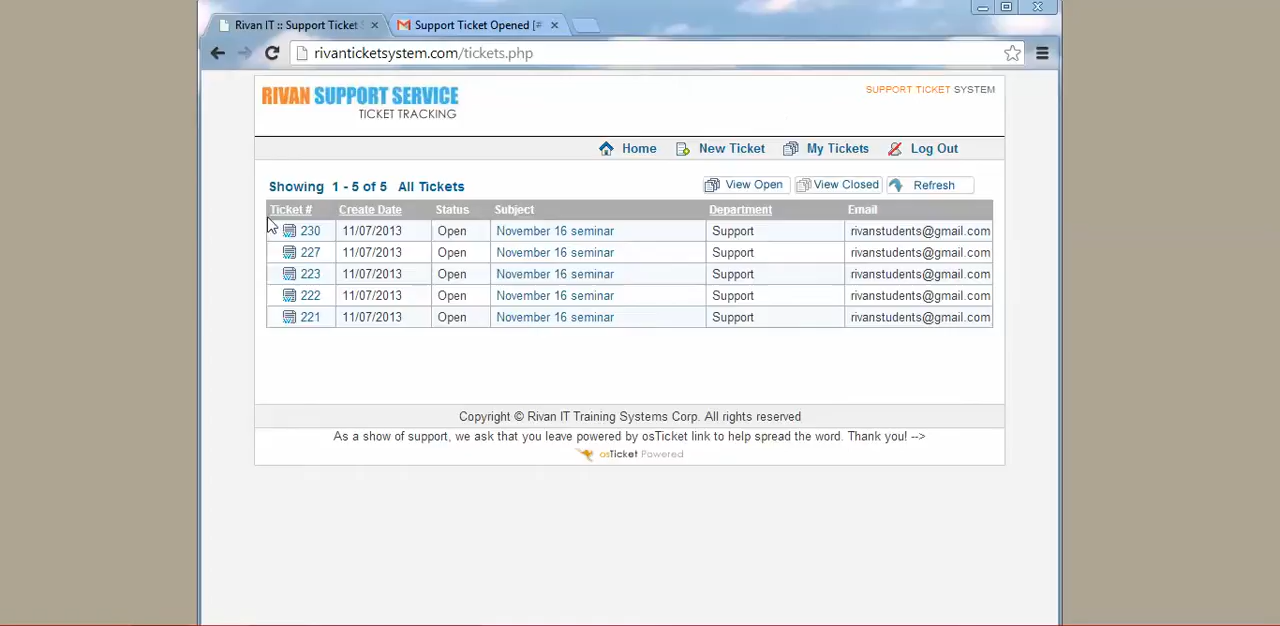 Rivan IT :: Support Ticket
Support Ticket Opened [#
rivanticketsystem.com/tickets.php
RIVAN SUPPORT SERVICE
TICKET TRACKING
SUPPORT TICKET SYSTEM
Home New Ticket My Tickets Log Out
Showing 1 - 5 of 5 All Tickets View Open View Closed Refresh
Ticket # Create Date Status Subject Department Email
230 11/07/2013 Open November 16 seminar Support rivanstudents@gmail.com
227 11/07/2013 Open November 16 seminar Support rivanstudents@gmail.com
223 11/07/2013 Open November 16 seminar Support rivanstudents@gmail.com
222 11/07/2013 Open November 16 seminar Support rivanstudents@gmail.com
221 11/07/2013 Open November 16 seminar Support rivanstudents@gmail.com
Copyright © Rivan IT Training Systems Corp. All rights reserved
As a show of support, we ask that you leave powered by osTicket link to help spread the word. Thank you! -->
osTicket Powered